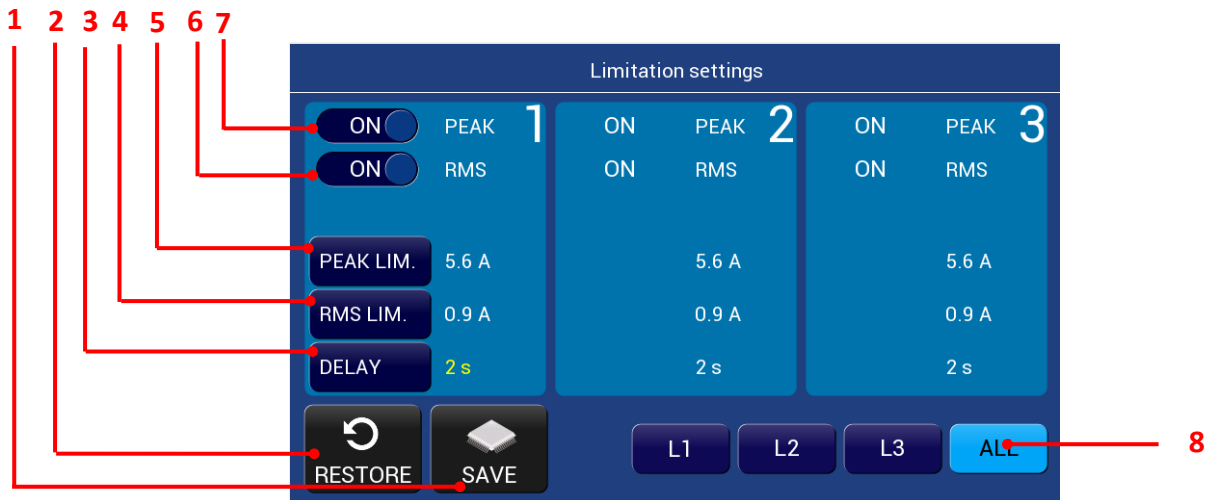 1 2 3 4 5 6 7
Limitation settings
ON PEAK 1 ON PEAK 2 ON PEAK 3
ON RMS ON RMS ON RMS
PEAK LIM. 5.6 A 5.6 A 5.6 A
RMS LIM. 0.9 A 0.9 A 0.9 A
DELAY 2 s 2 s 2 s
L1 L2 L3 ALL 8
RESTORE SAVE